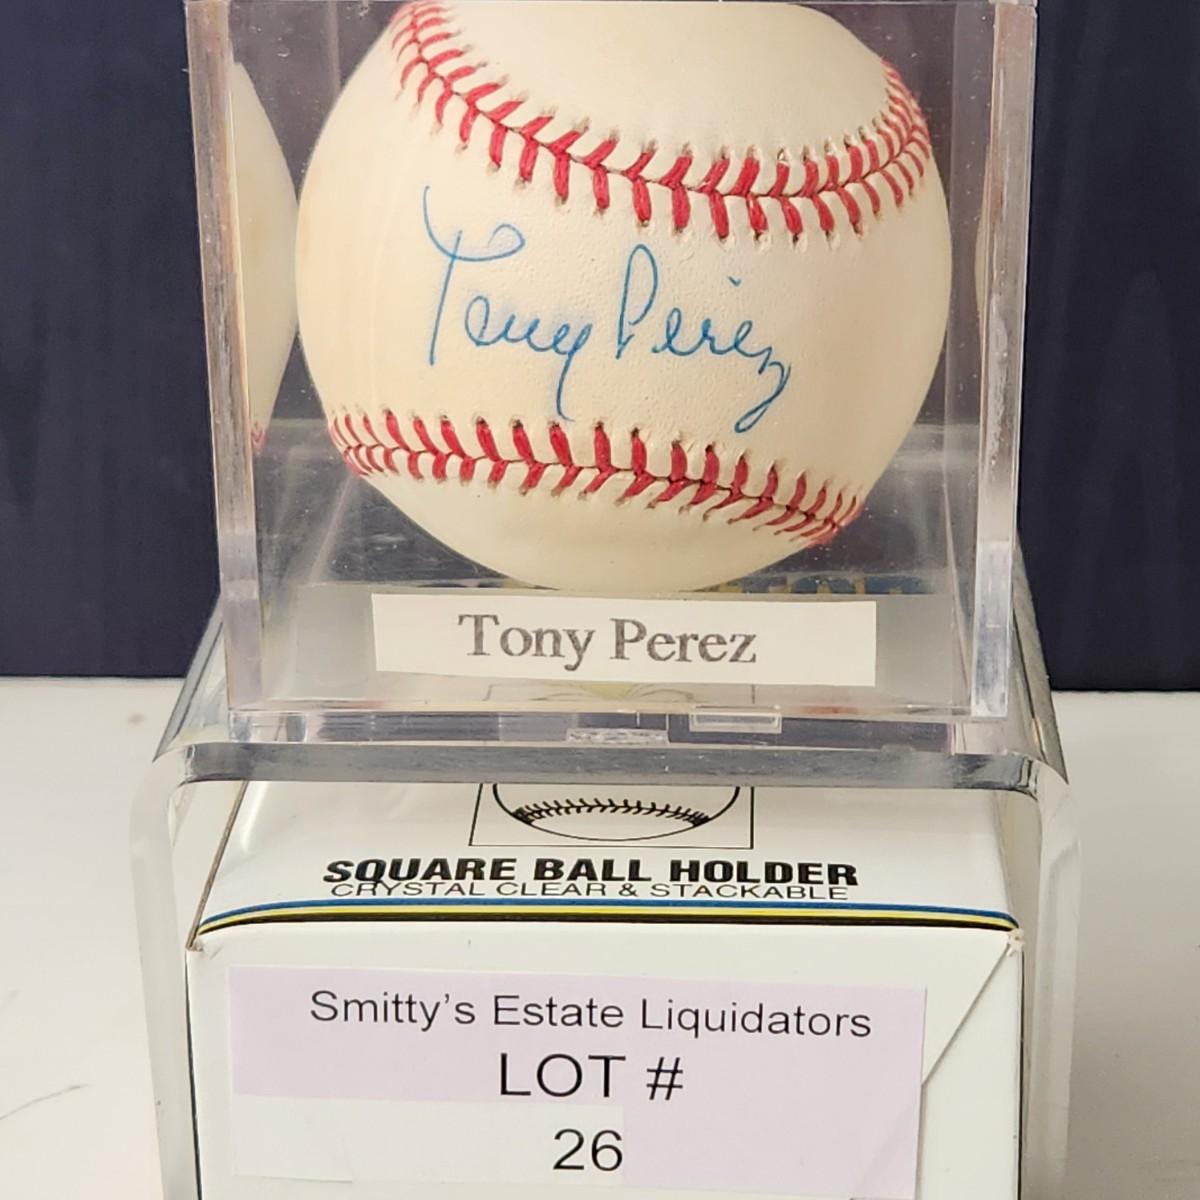 Tony Perez
Tony Perez
SQUARE BALL HOLDER
CRYSTAL CLEAR & STACKABLE
Smitty's Estate Liquidators
LOT #
26